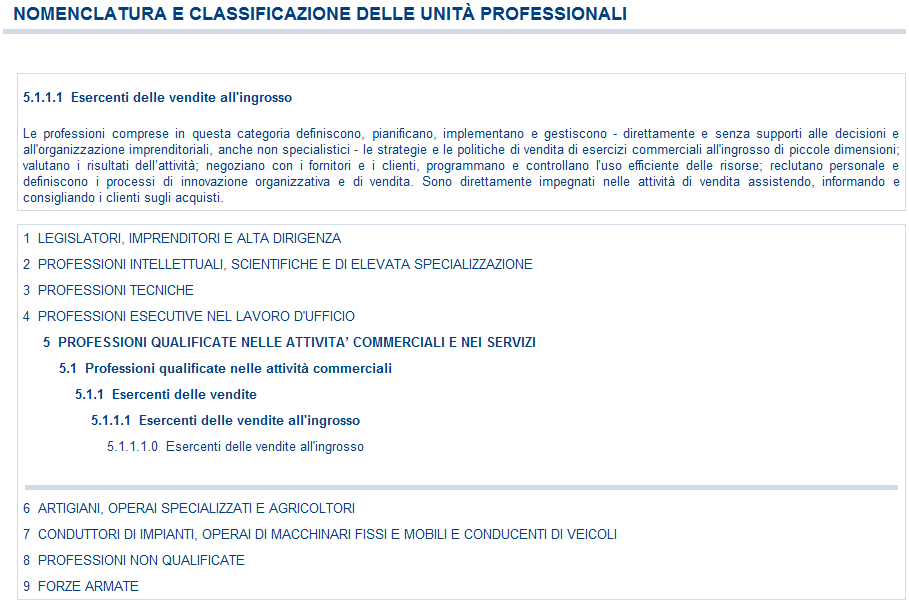 NOMENCLATURA E CLASSIFICAZIONE DELLE UNITÀ PROFESSIONALI
5.1.1.1 Esercenti delle vendite all'ingrosso
Le professioni comprese in questa categoria definiscono, pianificano, implementano e gestiscono - direttamente e senza supporti alle decisioni e
all'organizzazione imprenditoriali, anche non specialistici - le strategie e le politiche di vendita di esercizi commerciali all'ingrosso di piccole dimensioni;
valutano i risultati dell'attività; negoziano con i fornitori e i clienti, programmano e controllano l'uso efficiente delle risorse; reclutano personale e
definiscono i processi di innovazione organizzativa e di vendita. Sono direttamente impegnati nelle attività di vendita assistendo, informando e
consigliando i clienti sugli acquisti.
1 LEGISLATORI, IMPRENDITORI E ALTA DIRIGENZA
2 PROFESSIONI INTELLETTUALI, SCIENTIFICHE E DI ELEVATA SPECIALIZZAZIONE
3 PROFESSIONI TECNICHE
4 PROFESSIONI ESECUTIVE NEL LAVORO D'UFFICIO
5 PROFESSIONI QUALIFICATE NELLE ATTIVITA' COMMERCIALI E NEI SERVIZI
5.1 Professioni qualificate nelle attività commerciali
5.1.1 Esercenti delle vendite
5.1.1.1 Esercenti delle vendite all'ingrosso
5.1.1.1.0 Esercenti delle vendite all'ingrosso
6 ARTIGIANI, OPERAI SPECIALIZZATI E AGRICOLTORI
7 CONDUTTORI DI IMPIANTI, OPERAI DI MACCHINARI FISSI E MOBILI E CONDUCENTI DI VEICOLI
8 PROFESSIONI NON QUALIFICATE
9 FORZE ARMATE